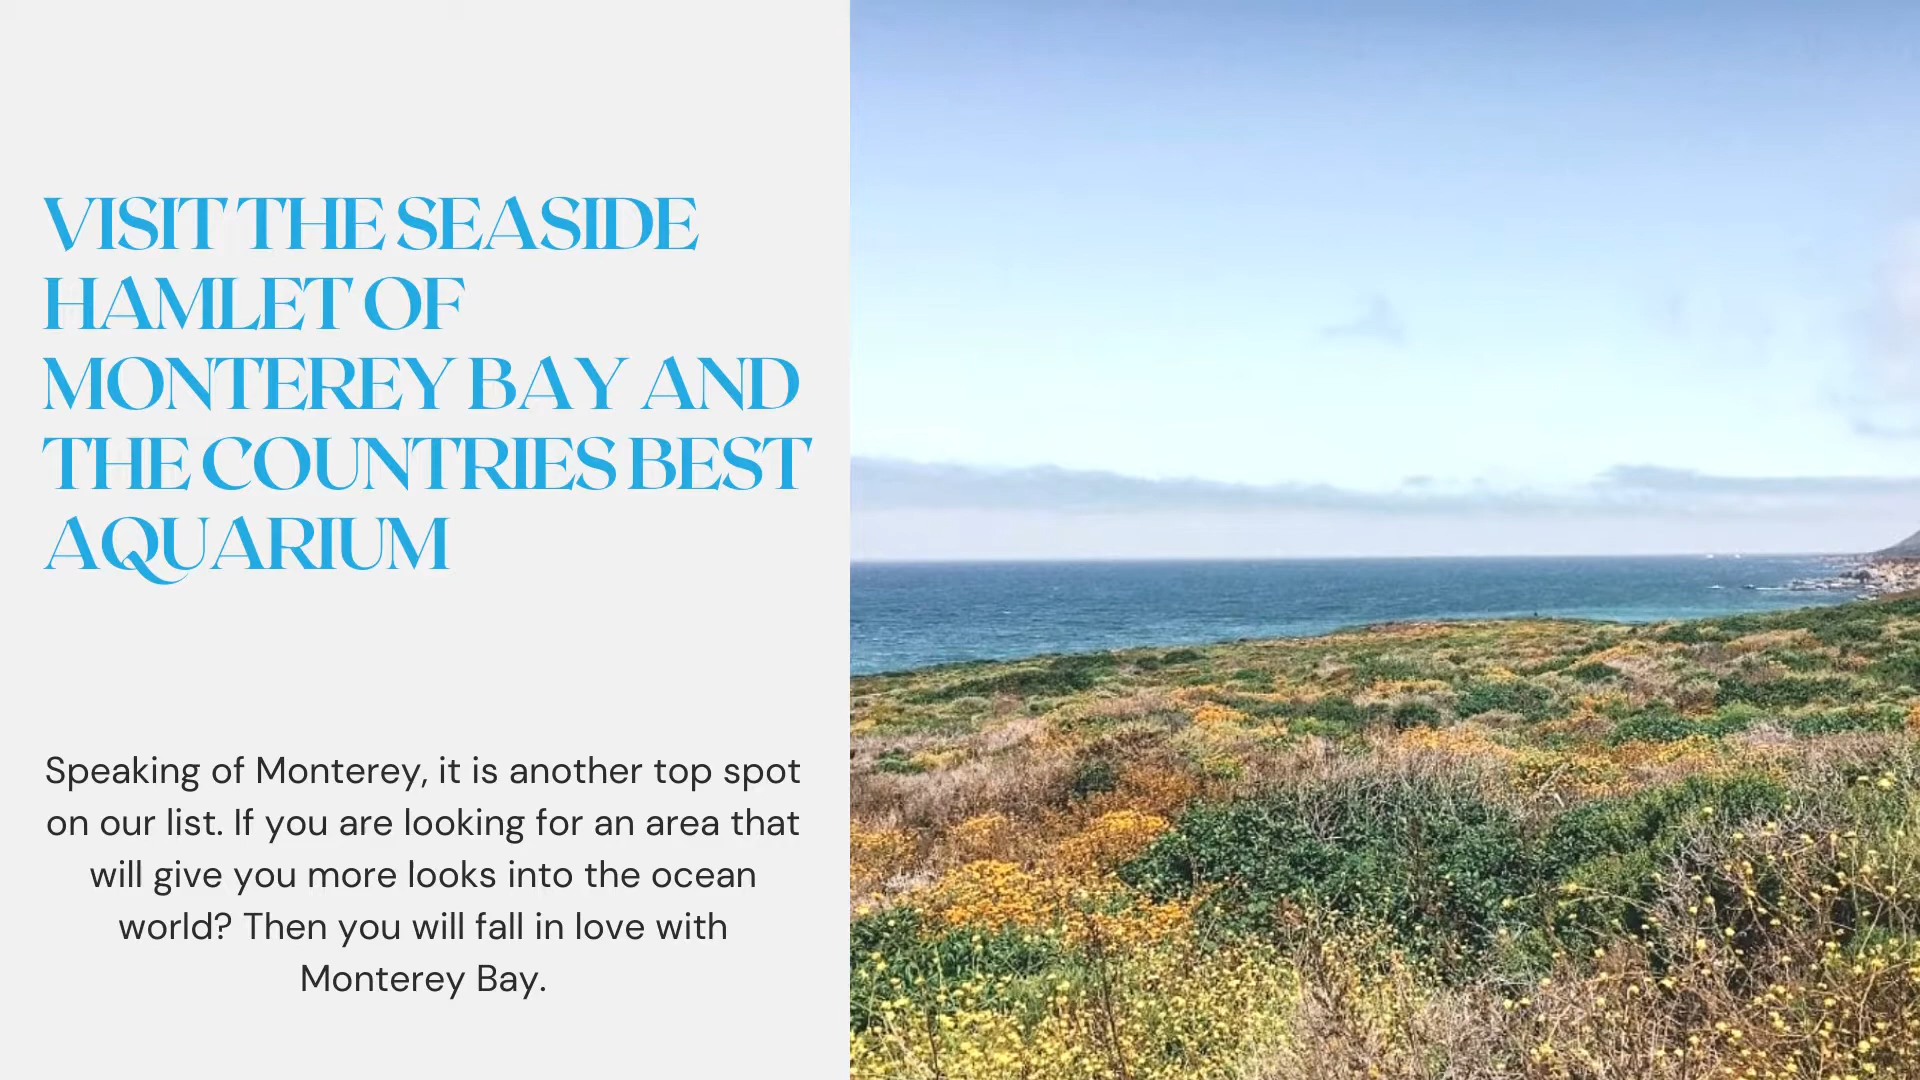 VISIT THE SEASIDE
HAMLET OF
MONTEREY BAY AND
THE COUNTRIES BEST
AQUARIUM
Speaking of Monterey, it is another top spot
on our list. If you are looking for an area that
will give you more looks into the ocean
world? Then you will fall in love with
Monterey Bay.